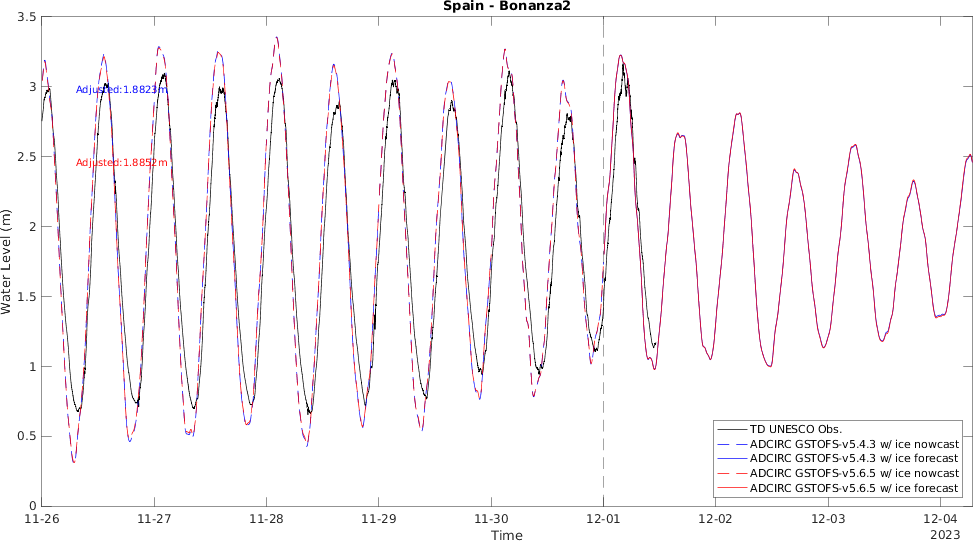 Spain - Bonanza2
3.5
3
2.5
2
1.5
1
0.5
0
Water Level (m)
Adjusted:1.8823m
Adjusted:1.8852m
TD UNESCO Obs.
ADCIRC GSTOFS-v5.4.3 w/ ice nowcast
ADCIRC GSTOFS-v5.4.3 w/ ice forecast
ADCIRC GSTOFS-v5.6.5 w/ ice nowcast
ADCIRC GSTOFS-v5.6.5 w/ ice forecast
11-26 11-27 11-28 11-29 11-30 12-01 12-02 12-03 12-04
Time
2023